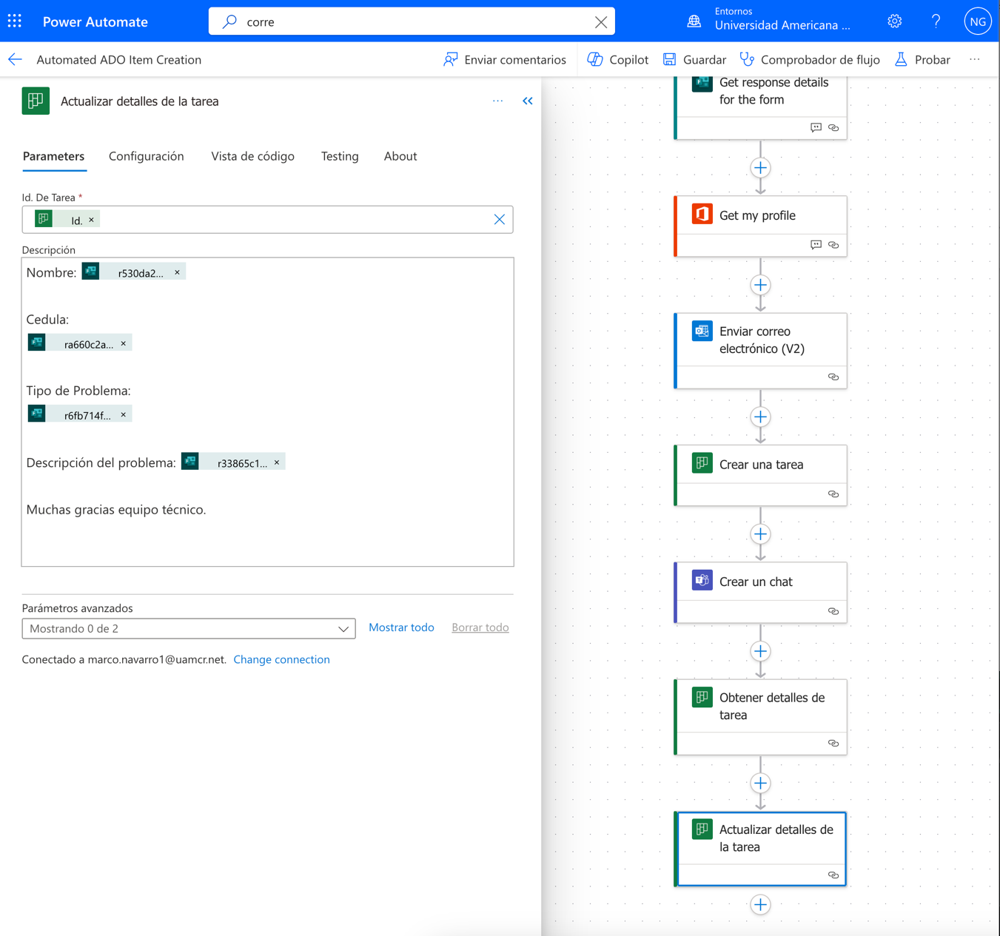 Power Automate
corre
Entornos
Universidad Americana ...
NG
Automated ADO Item Creation
Enviar comentarios
Copilot
Guardar
Comprobador de flujo
Probar
Actualizar detalles de la tarea
Parameters
Configuración
Vista de código
Testing
About
Id. De Tarea *
Id.
Descripción
Nombre: r530da2...
Cedula:
ra660c2a...
Tipo de Problema:
r6fb714f...
Descripción del problema: r33865c1...
Muchas gracias equipo técnico.
Parámetros avanzados
Mostrando 0 de 2
Mostrar todo
Borrar todo
Conectado a marco.navarro1@uamcr.net. Change connection
Get response details
for the form
Get my profile
Enviar correo
electrónico (V2)
Crear una tarea
Crear un chat
Obtener detalles de
tarea
Actualizar detalles de
la tarea